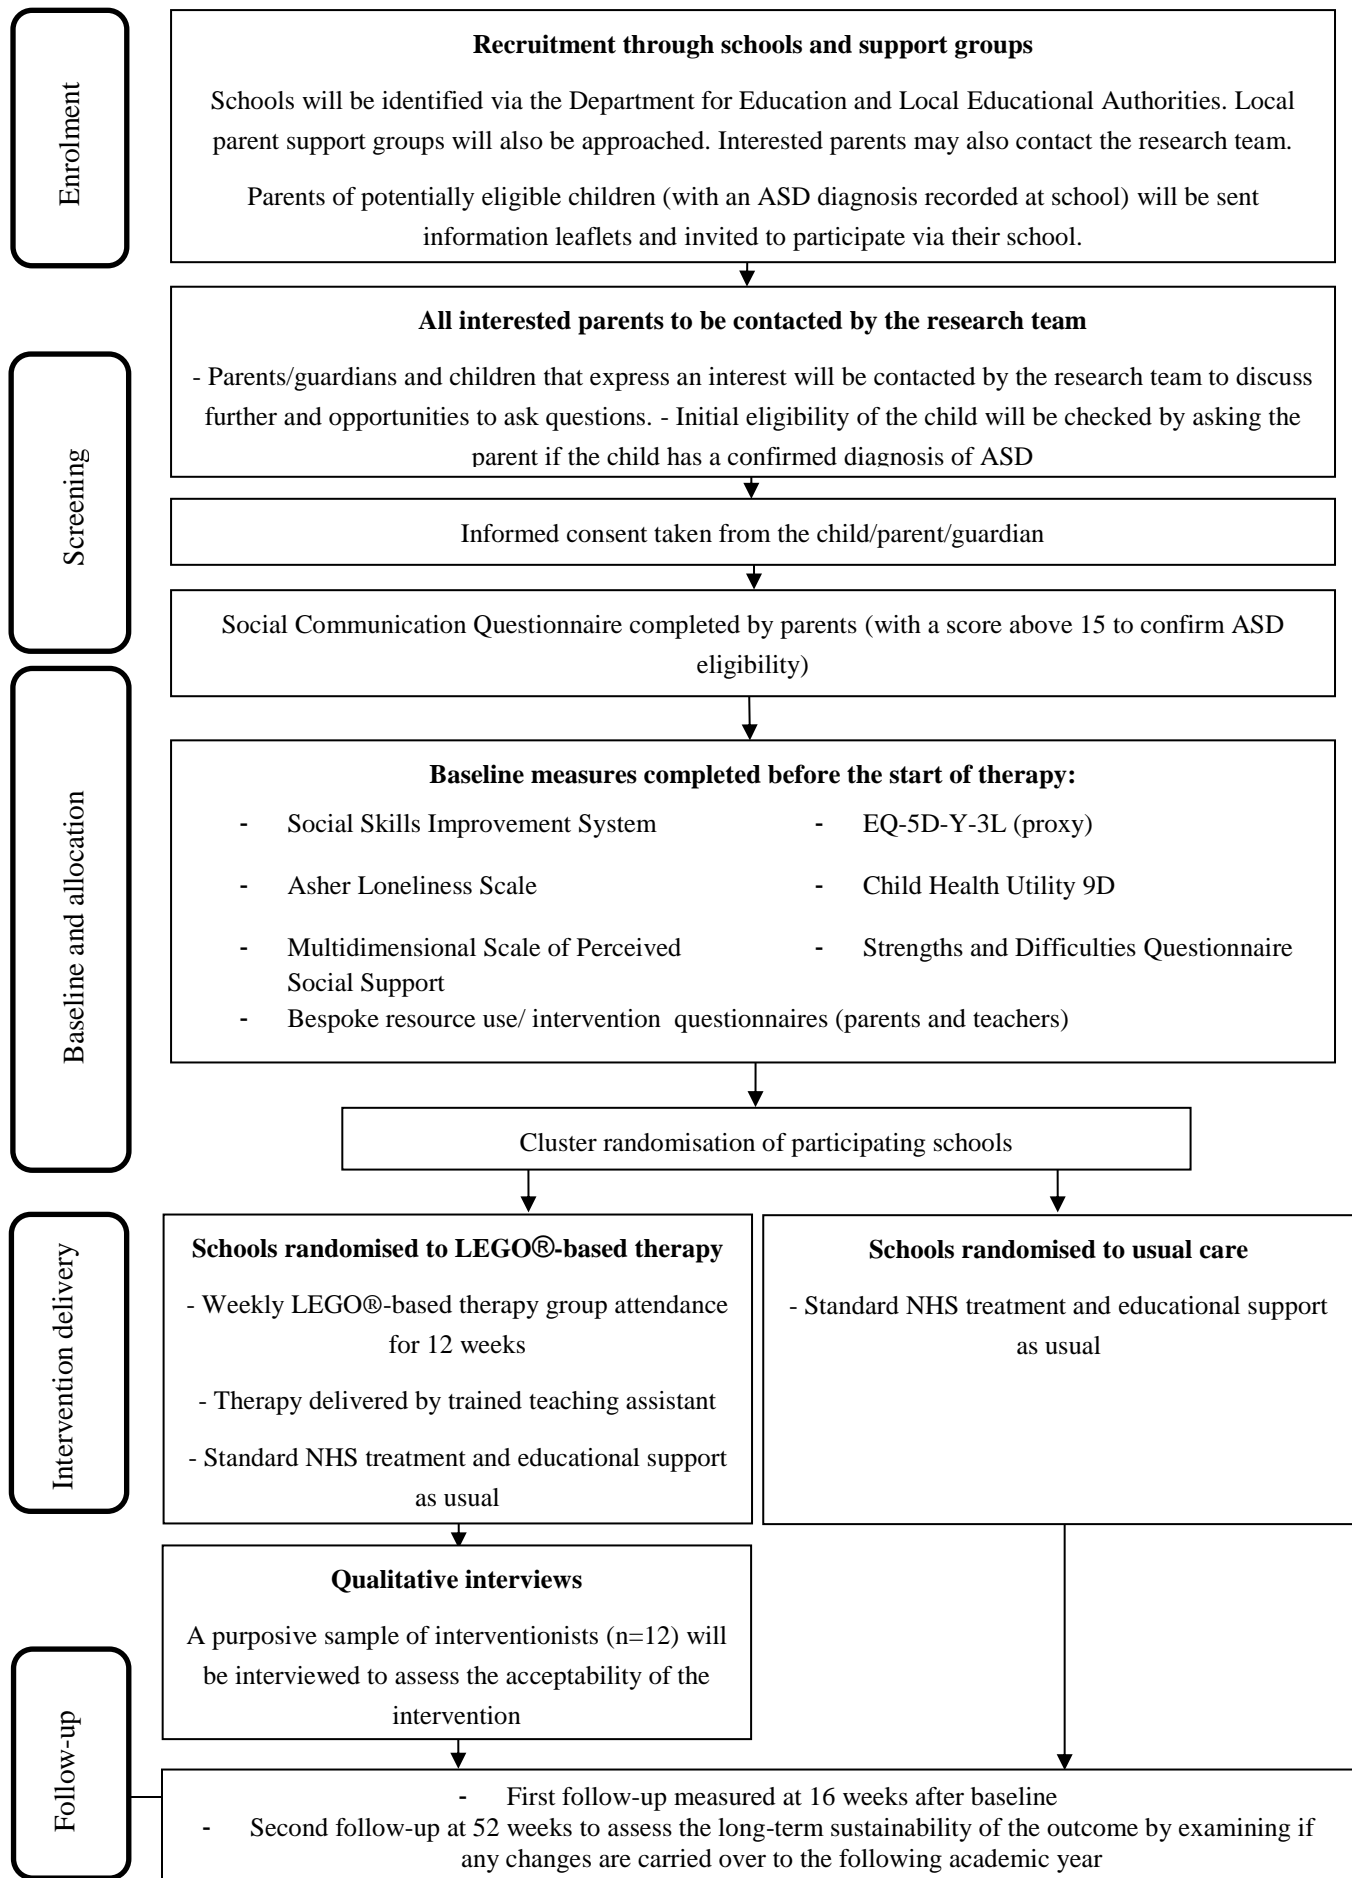 Enrolment
Recruitment through schools and support groups
Schools will be identified via the Department for Education and Local Educational Authorities. Local
parent support groups will also be approached. Interested parents may also contact the research team.
Parents of potentially eligible children (with an ASD diagnosis recorded at school) will be sent
information leaflets and invited to participate via their school.
Screening
All interested parents to be contacted by the research team
- Parents/guardians and children that express an interest will be contacted by the research team to discuss
further and opportunities to ask questions. - Initial eligibility of the child will be checked by asking the
parent if the child has a confirmed diagnosis of ASD
Informed consent taken from the child/parent/guardian
Social Communication Questionnaire completed by parents (with a score above 15 to confirm ASD
eligibility)
Baseline and allocation
Baseline measures completed before the start of therapy:
- Social Skills Improvement System
- EQ-5D-Y-3L (proxy)
- Asher Loneliness Scale
- Child Health Utility 9D
- Multidimensional Scale of Perceived
Social Support
- Strengths and Difficulties Questionnaire
- Bespoke resource use/ intervention questionnaires (parents and teachers)
Cluster randomisation of participating schools
Intervention delivery
Schools randomised to LEGO®-based therapy
- Weekly LEGO®-based therapy group attendance
for 12 weeks
- Therapy delivered by trained teaching assistant
- Standard NHS treatment and educational support
as usual
Schools randomised to usual care
- Standard NHS treatment and educational support
as usual
Qualitative interviews
A purposive sample of interventionists (n=12) will
be interviewed to assess the acceptability of the
intervention
Follow-up
- First follow-up measured at 16 weeks after baseline
- Second follow-up at 52 weeks to assess the long-term sustainability of the outcome by examining if
any changes are carried over to the following academic year